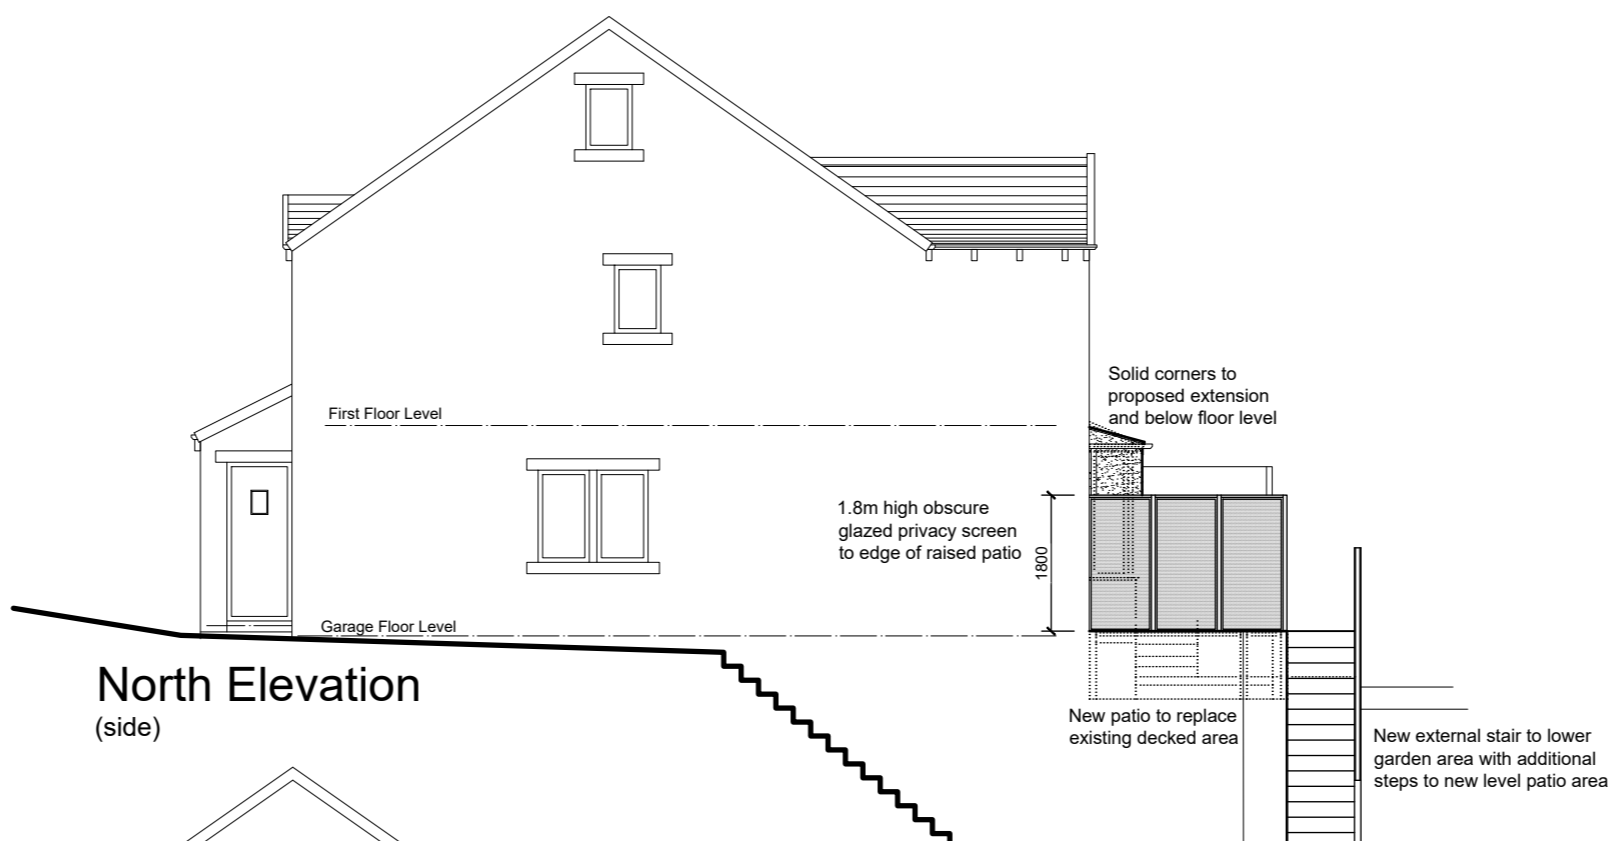 Solid corners to
proposed extension
and below floor level
First Floor Level
1.8m high obscure
glazed privacy screen
to edge of raised patio
1800
Garage Floor Level
North Elevation
(side)
New patio to replace
existing decked area
New external stair to lower
garden area with additional
steps to new level patio area